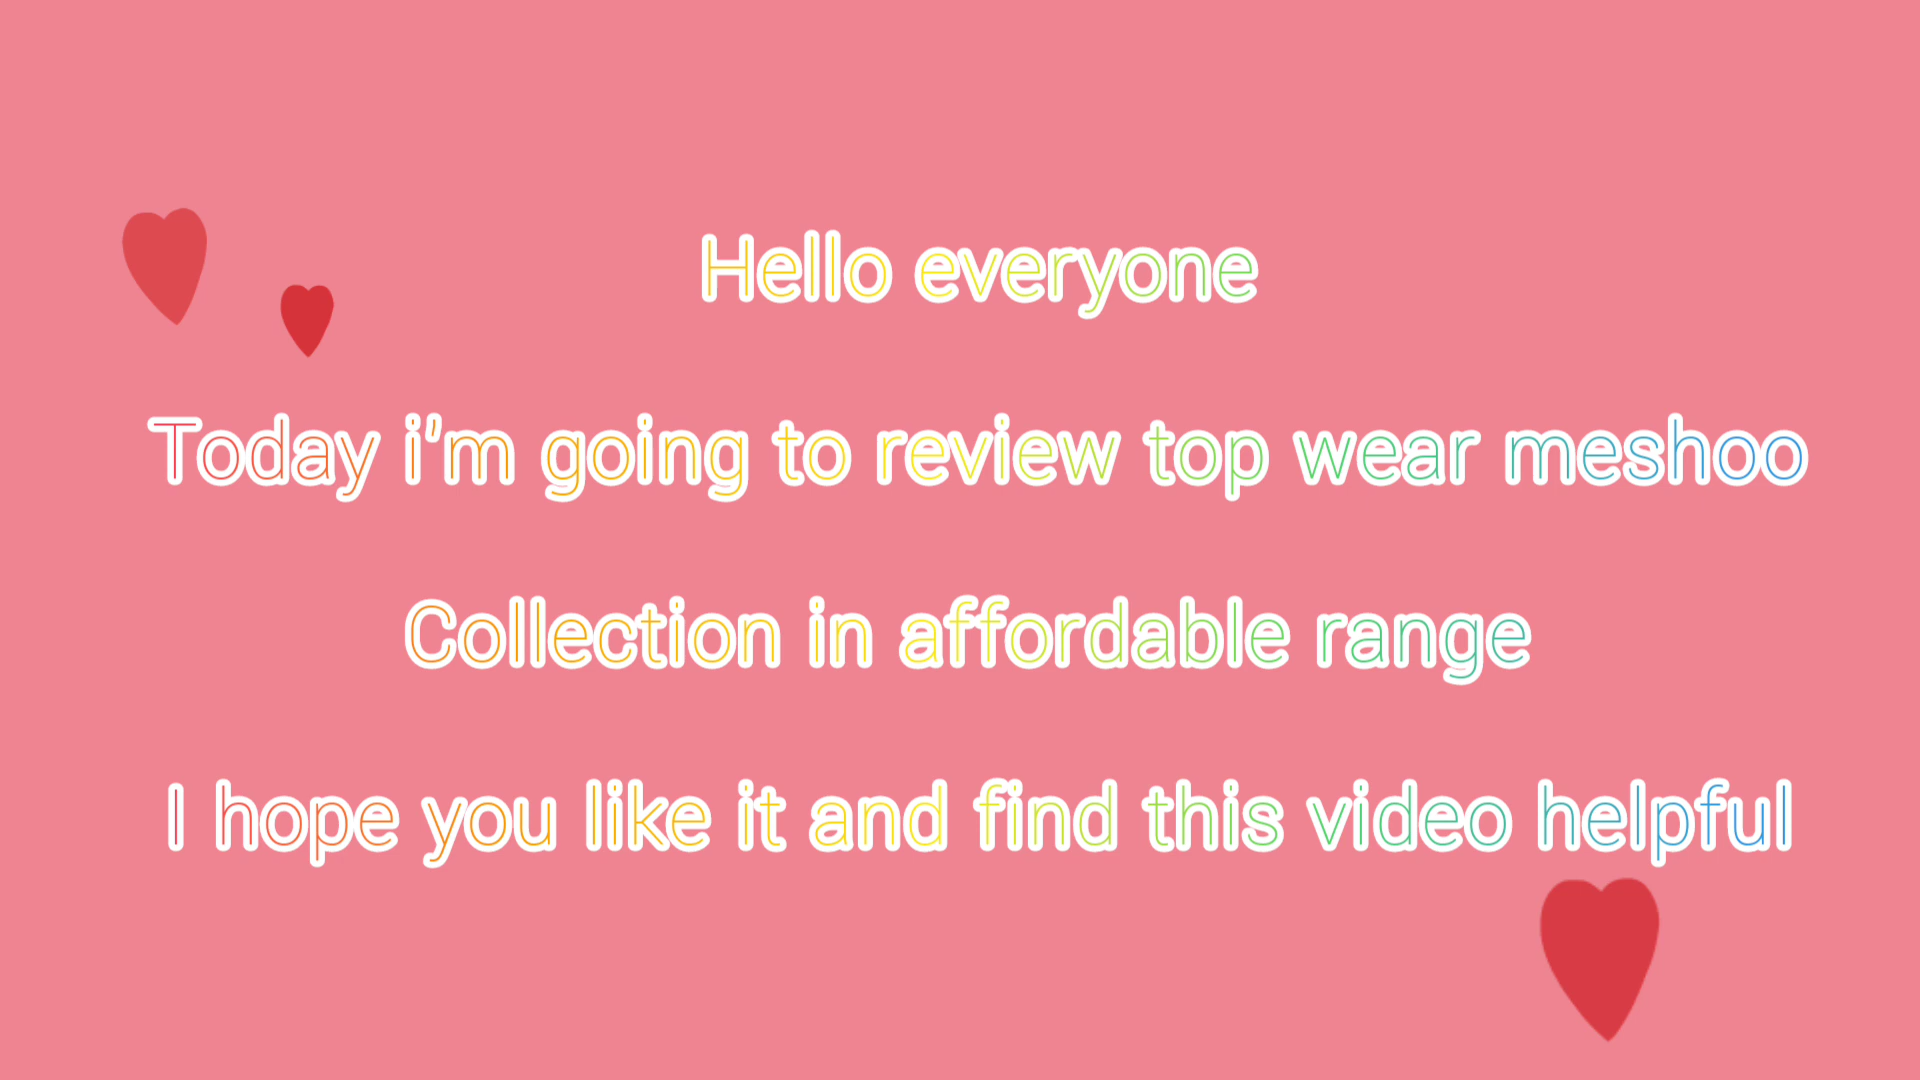 Hello everyone
Today i'm going to review top wear meshoo
Collection in affordable range
I hope you like it and find this video helpful